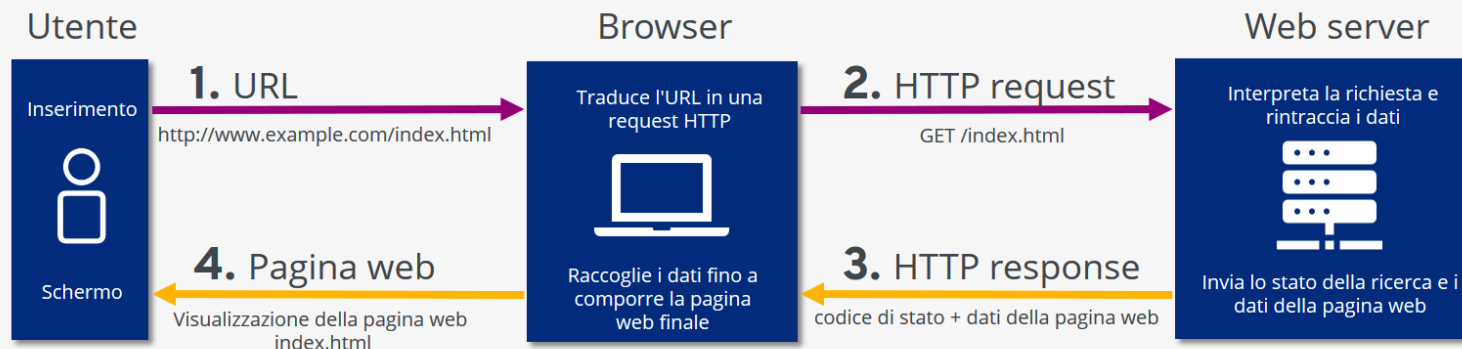 Utente
Browser
Web server
Inserimento
Schermo
1. URL
http://www.example.com/index.html
Traduce l'URL in una
request HTTP
2. HTTP request
GET /index.html
Interpreta la richiesta e
rintraccia i dati
Invia lo stato della ricerca e i
dati della pagina web
3. HTTP response
codice di stato + dati della pagina web
Raccoglie i dati fino a
comporre la pagina
web finale
4. Pagina web
Visualizzazione della pagina web
index.html